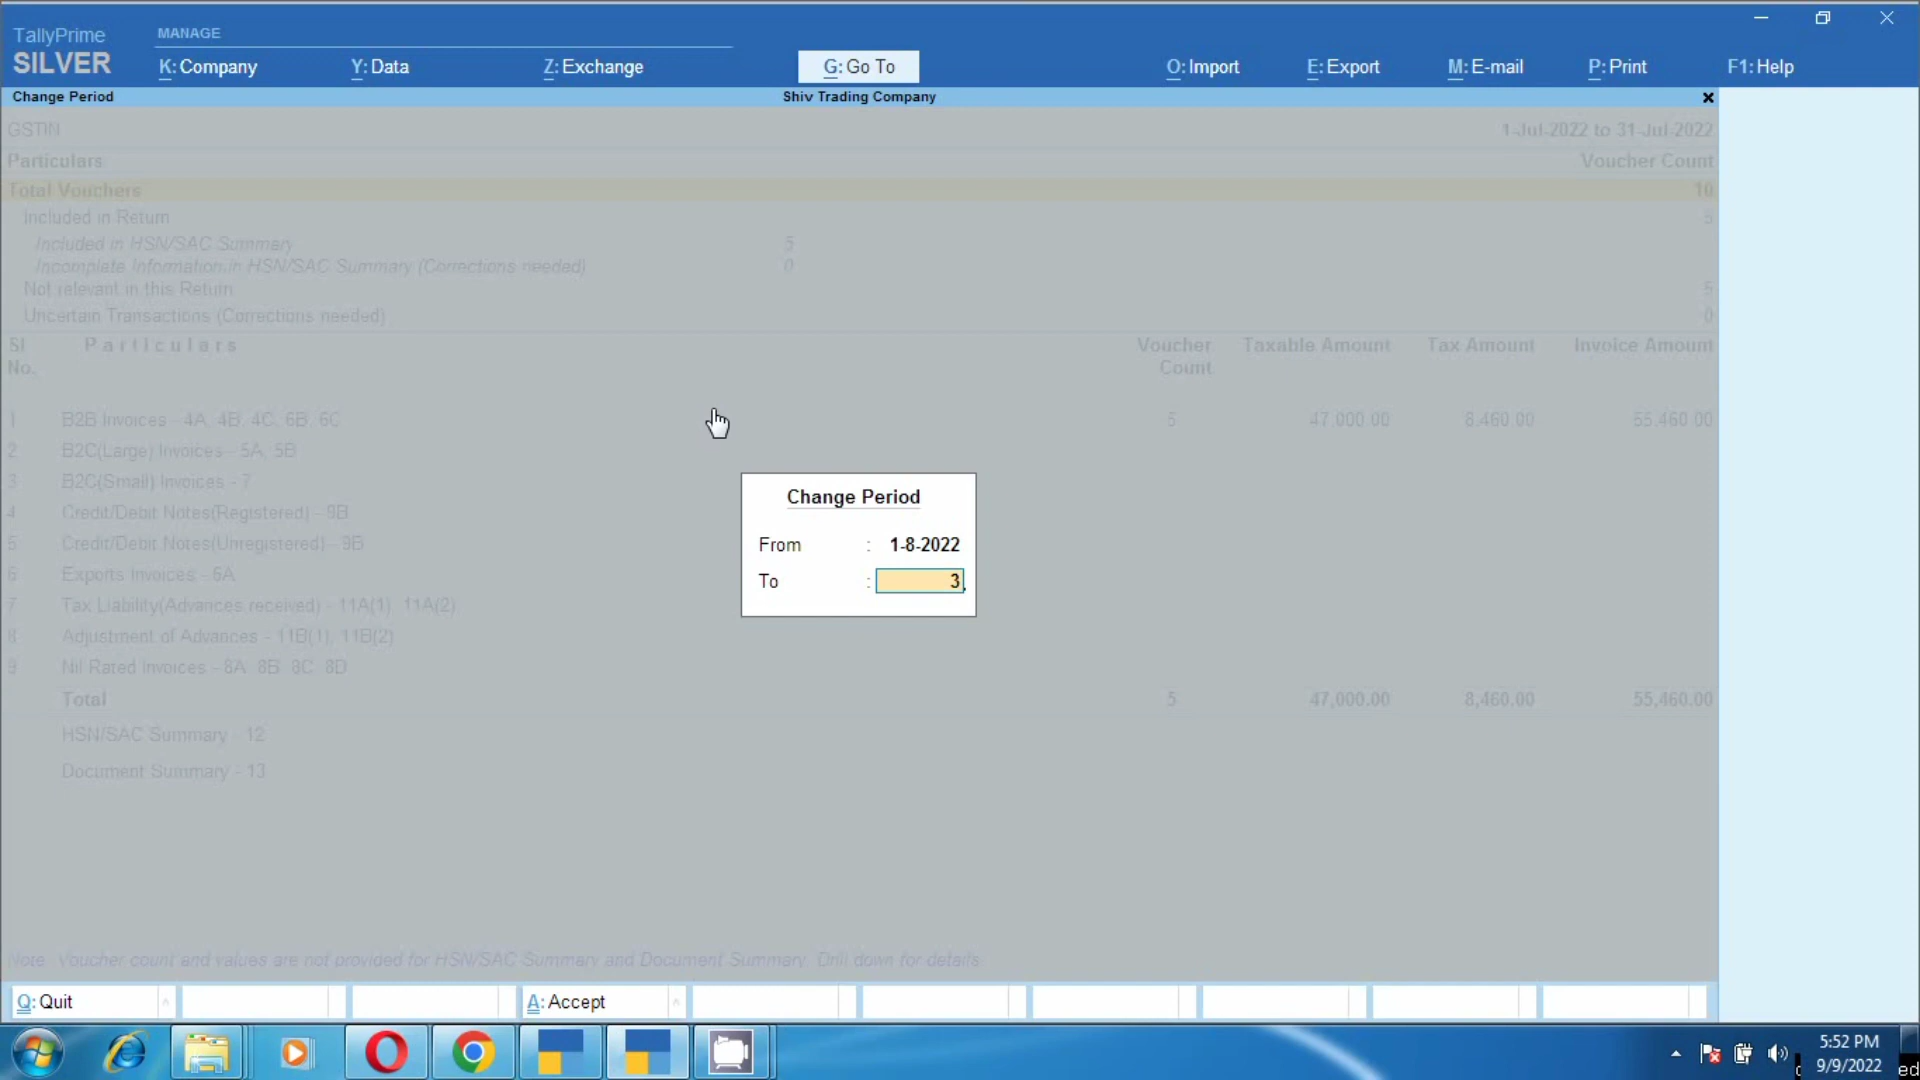 TallyPrime
SILVER
MANAGE
K: Company
Y: Data
Z: Exchange
G: Go To
O: Import
E: Export
M: E-mail
P: Print
F1: Help
Change Period
Shiv Trading Company
GSTIN
1-Jul-2022 to 31-Jul-2022
Particulars
Voucher Count
Total Vouchers 10
Included in Return 5
Included in HSN/SAC Summary 5
Incomplete Information in HSN/SAC Summary (Corrections needed) 0
Not relevant in this Return 5
Uncertain Transactions (Corrections needed) 0
Sl No. Particulars Voucher Count Taxable Amount Tax Amount Invoice Amount
1 B2B Invoices - 4A, 4B, 4C, 6B, 6C 5 47,000.00 8,460.00 55,460.00
2 B2C(Large) Invoices - 5A, 5B
3 B2C(Small) Invoices - 7
4 Credit/Debit Notes(Registered) - 9B
5 Credit/Debit Notes(Unregistered) - 9B
6 Exports Invoices - 6A
7 Tax Liability(Advances received) - 11A(1), 11A(2)
8 Adjustment of Advances - 11B(1), 11B(2)
9 Nil Rated Invoices - 8A, 8B, 8C, 8D
Total 5 47,000.00 8,460.00 55,460.00
HSN/SAC Summary - 12
Document Summary - 13
Change Period
From : 1-8-2022
To : 3
Note: Voucher count and values are not provided for HSN/SAC Summary and Document Summary. Drill down for details.
Q: Quit
A: Accept
5:52 PM
9/9/2022